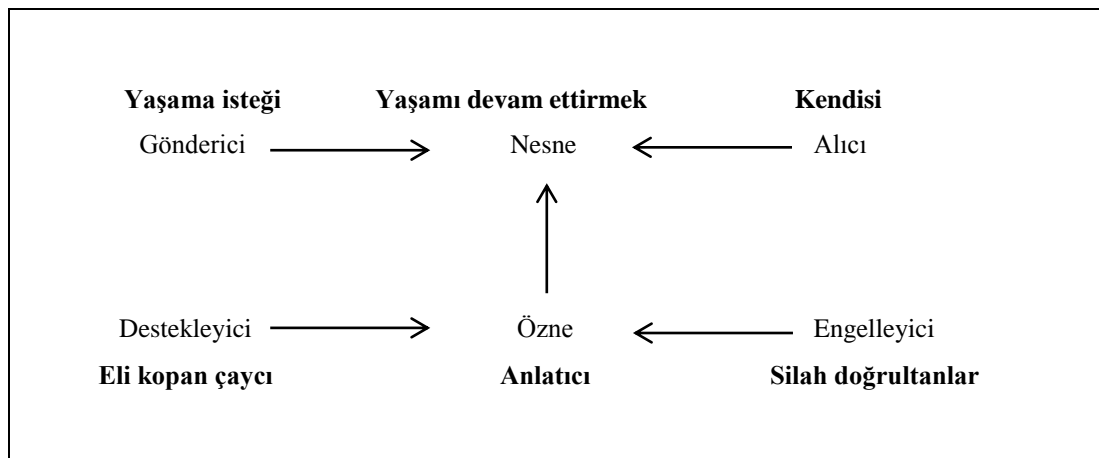 Yaşama isteği Yaşamı devam ettirmek Kendisi
Gönderici Nesne Alıcı
Destekleyici Özne Engelleyici
Eli kopan çaycı Anlatıcı Silah doğrultanlar